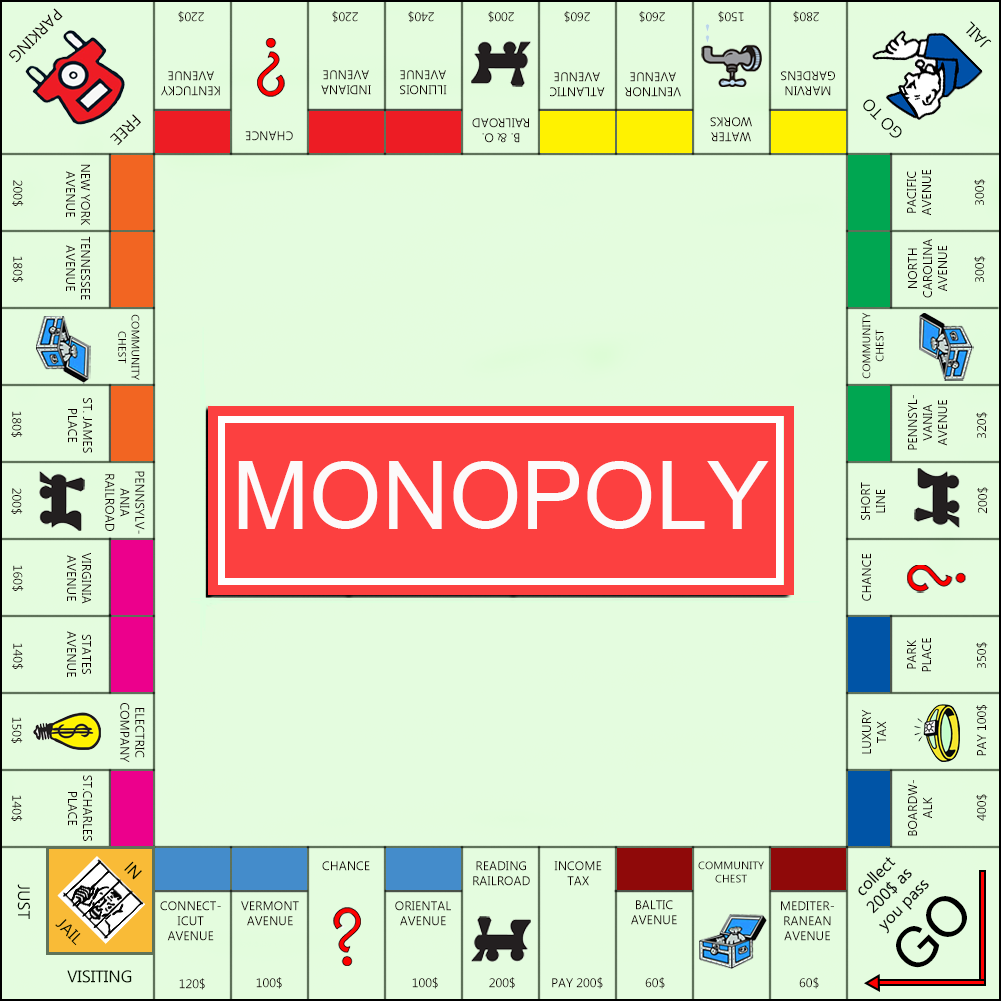 PARKING
FREE
220$
KENTUCKY
AVENUE
CHANCE
220$
INDIANA
AVENUE
240$
ILLINOIS
AVENUE
200$
B. & O.
RAILROAD
260$
ATLANTIC
AVENUE
260$
VENTNOR
AVENUE
150$
WATER
WORKS
280$
MARVIN
GARDENS
GO TO
JAIL
PACIFIC
AVENUE
300$
NORTH
CAROLINA
AVENUE
300$
COMMUNITY
CHEST
PENNSYL-
VANIA
AVENUE
320$
SHORT
LINE
200$
CHANCE
PARK
PLACE
350$
LUXURY
TAX
PAY 100$
BOARDW-
ALK
400$
collect
200$ as
you pass
GO
MEDITER-
RANEAN
AVENUE
60$
COMMUNITY
CHEST
BALTIC
AVENUE
60$
INCOME
TAX
PAY 200$
READING
RAILROAD
200$
ORIENTAL
AVENUE
100$
CHANCE
VERMONT
AVENUE
100$
CONNECT-
ICUT
AVENUE
120$
IN
JAIL
JUST
VISITING
ST.CHARLES
PLACE
140$
ELECTRIC
COMPANY
$
150$
STATES
AVENUE
140$
VIRGINIA
AVENUE
160$
PENNSYLV-
ANIA
RAILROAD
200$
ST. JAMES
PLACE
180$
COMMUNITY
CHEST
TENNESSEE
AVENUE
180$
NEW YORK
AVENUE
200$
MONOPOLY